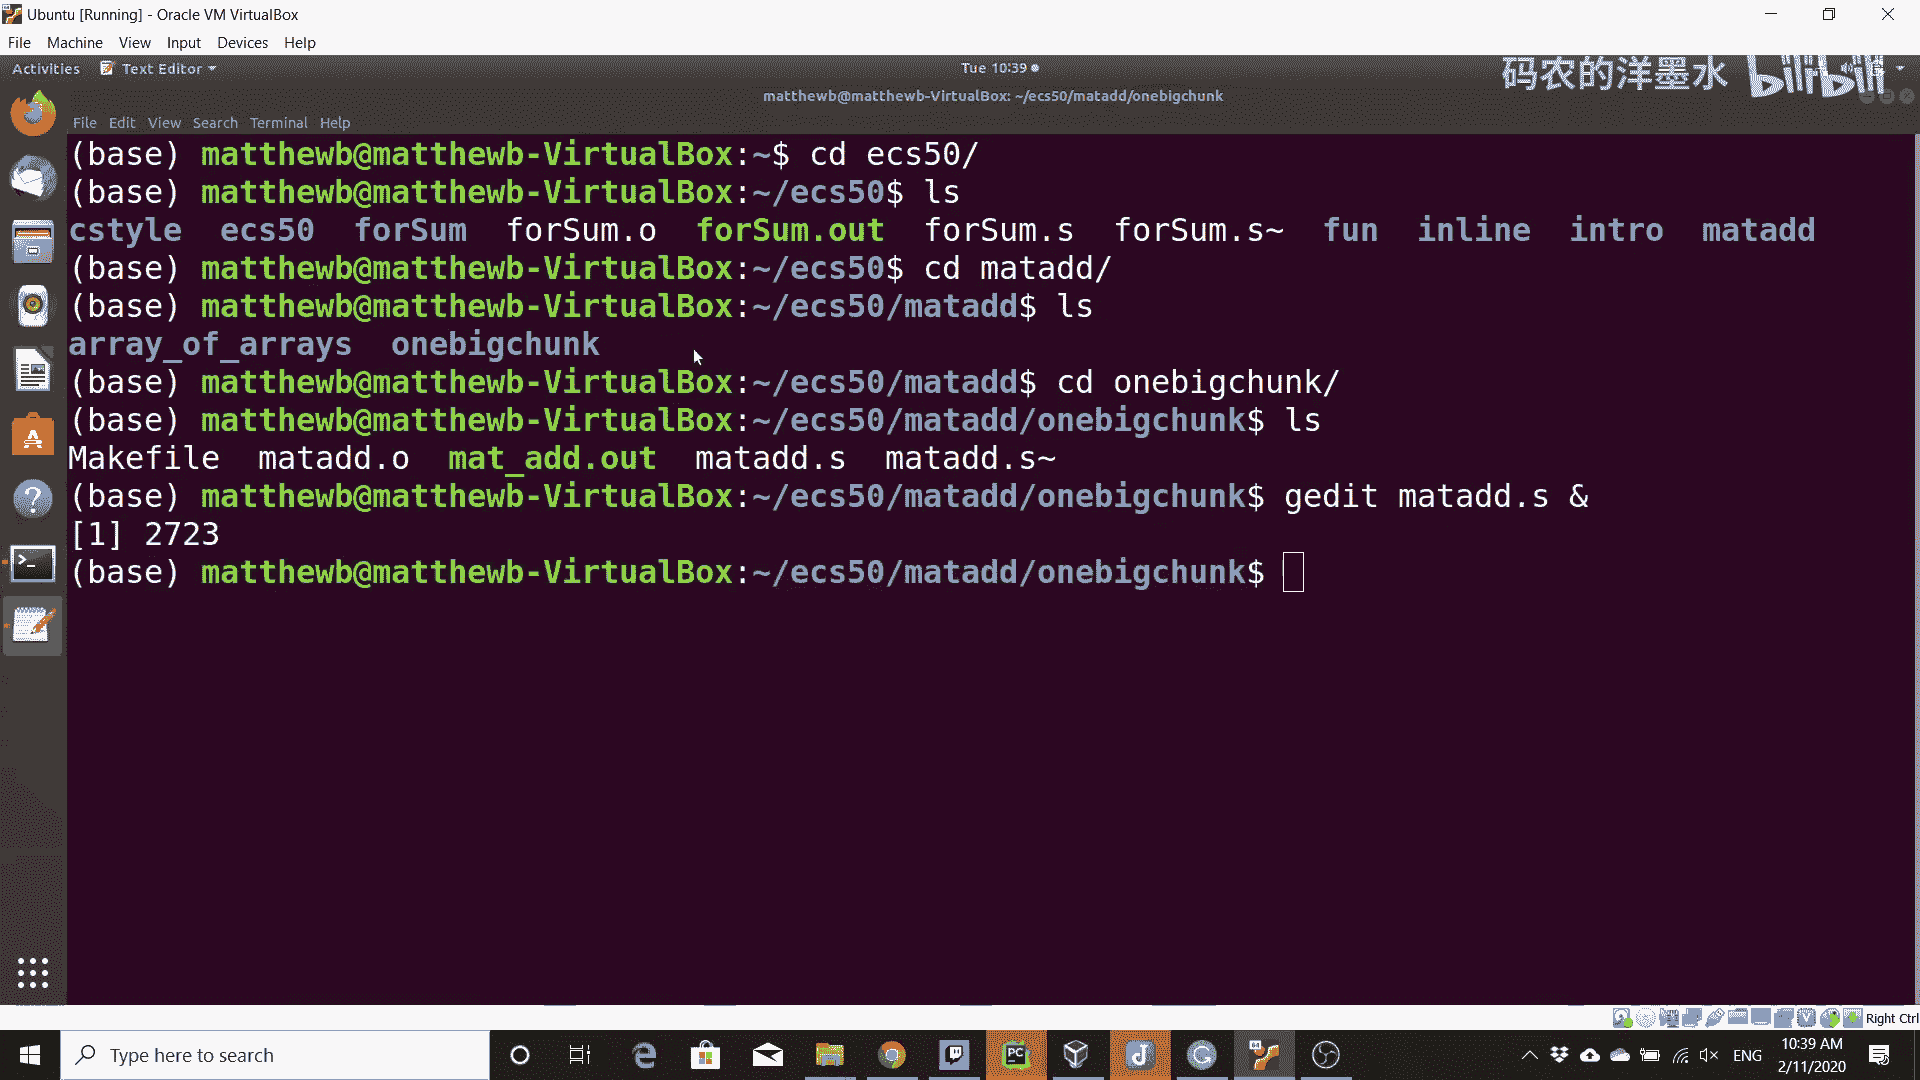 Ubuntu [Running] - Oracle VM VirtualBox
File Machine View Input Devices Help
Activities Text Editor Tue 10:39
码农的洋墨水 bilibili
matthewb@matthewb-VirtualBox: ~/ecs50/matadd/onebigchunk
File Edit View Search Terminal Help
(base) matthewb@matthewb-VirtualBox:~$ cd ecs50/
(base) matthewb@matthewb-VirtualBox:~/ecs50$ ls
cstyle ecs50 forSum forSum.o forSum.out forSum.s forSum.s~ fun inline intro matadd
(base) matthewb@matthewb-VirtualBox:~/ecs50$ cd matadd/
(base) matthewb@matthewb-VirtualBox:~/ecs50/matadd$ ls
array_of_arrays onebigchunk
(base) matthewb@matthewb-VirtualBox:~/ecs50/matadd$ cd onebigchunk/
(base) matthewb@matthewb-VirtualBox:~/ecs50/matadd/onebigchunk$ ls
Makefile matadd.o mat_add.out matadd.s matadd.s~
(base) matthewb@matthewb-VirtualBox:~/ecs50/matadd/onebigchunk$ gedit matadd.s &
[1] 2723
(base) matthewb@matthewb-VirtualBox:~/ecs50/matadd/onebigchunk$
Right Ctrl
Type here to search
PC
64
ENG
10:39 AM
2/11/2020